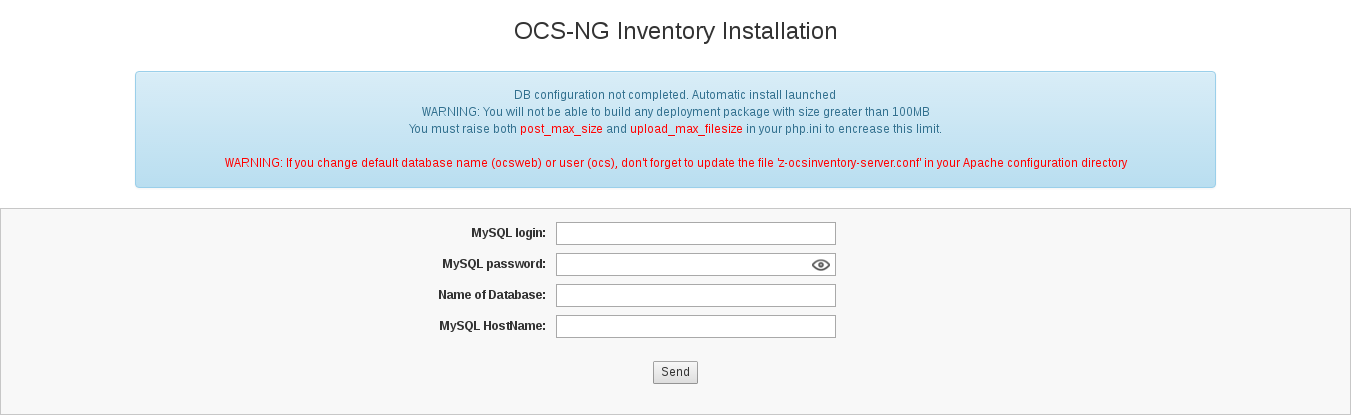 OCS-NG Inventory Installation
DB configuration not completed. Automatic install launched
WARNING: You will not be able to build any deployment package with size greater than 100MB
You must raise both post_max_size and upload_max_filesize in your php.ini to encrease this limit.
WARNING: If you change default database name (ocsweb) or user (ocs), don't forget to update the file 'z-ocsinventory-server.conf' in your Apache configuration directory
MySQL login:
MySQL password:
Name of Database:
MySQL HostName:
Send